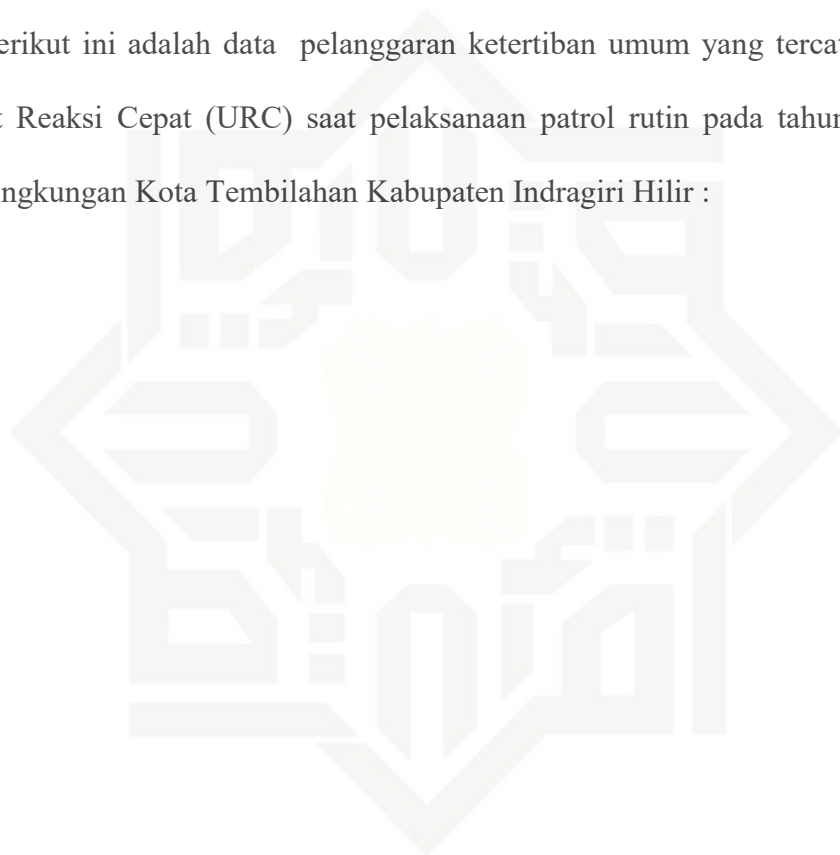 erikut ini adalah data pelanggaran ketertiban umum yang terca
Reaksi Cepat (URC) saat pelaksanaan patrol rutin pada tahun
ngkungan Kota Tembilahan Kabupaten Indragiri Hilir :